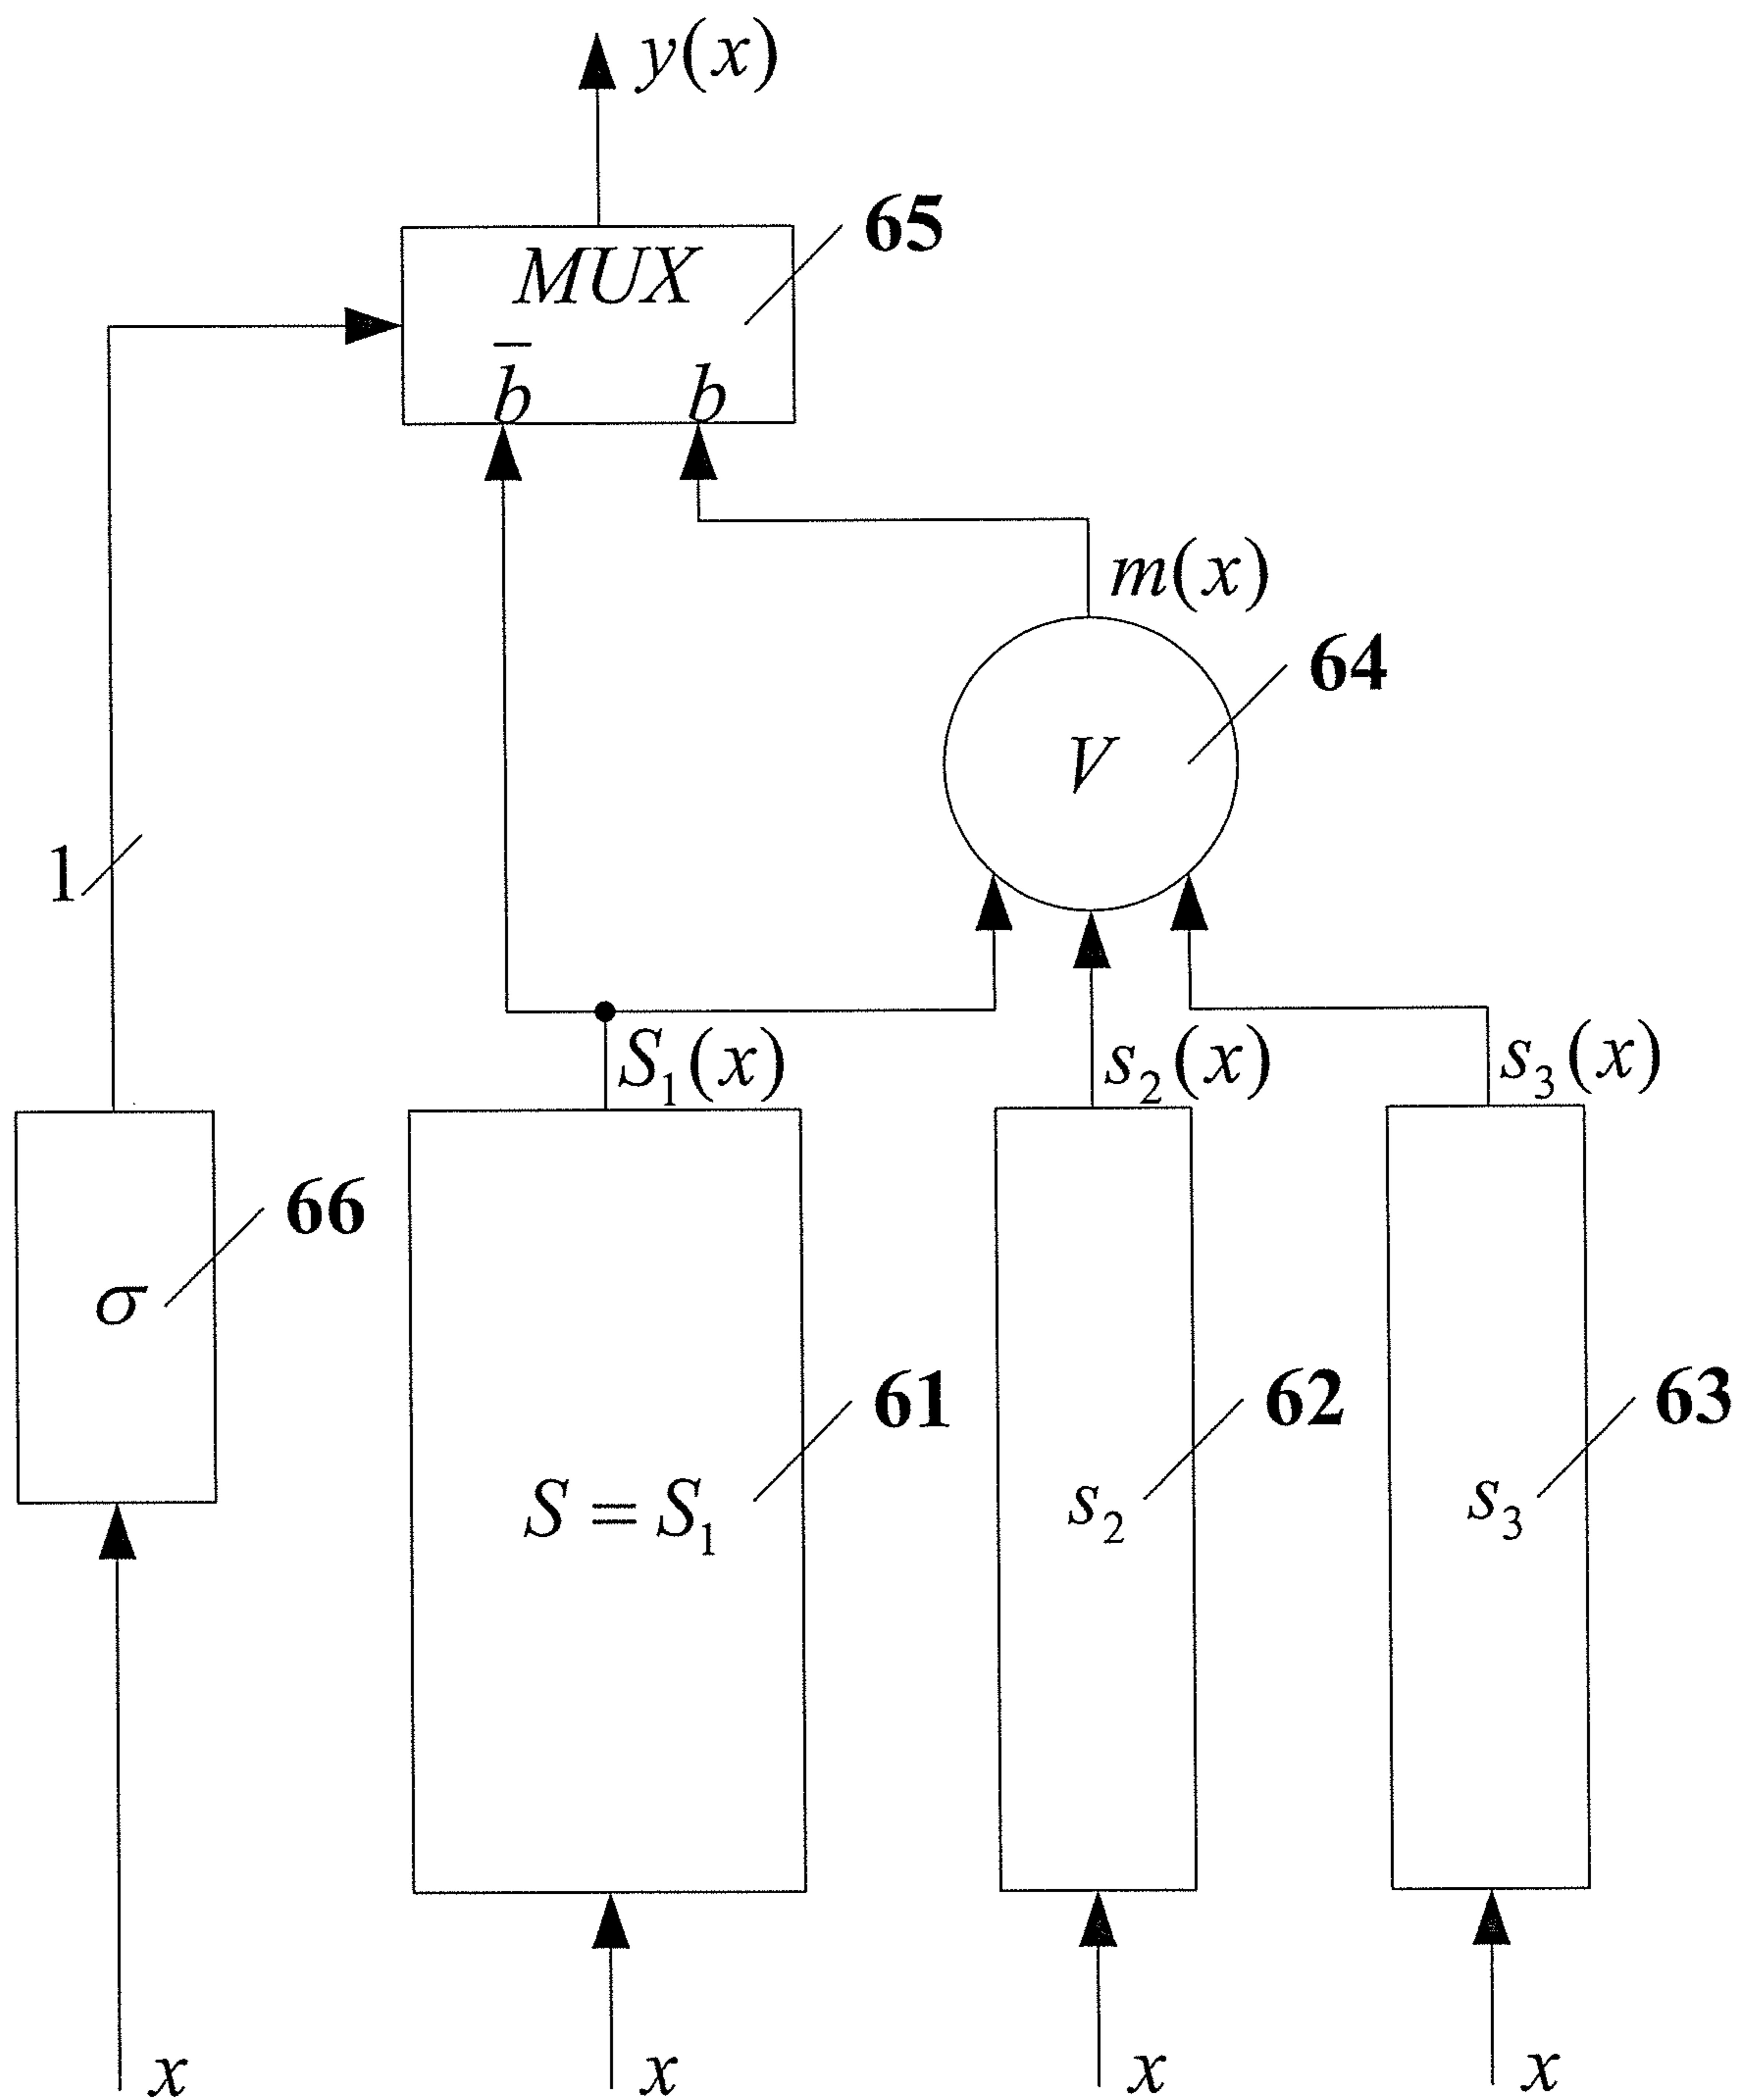 y(x)
65
MUX
b̅ b
m(x)
64
V
1
S₁(x) s₂(x) s₃(x)
66
σ
61 62 63
S = S₁ s₂ s₃
x x x x